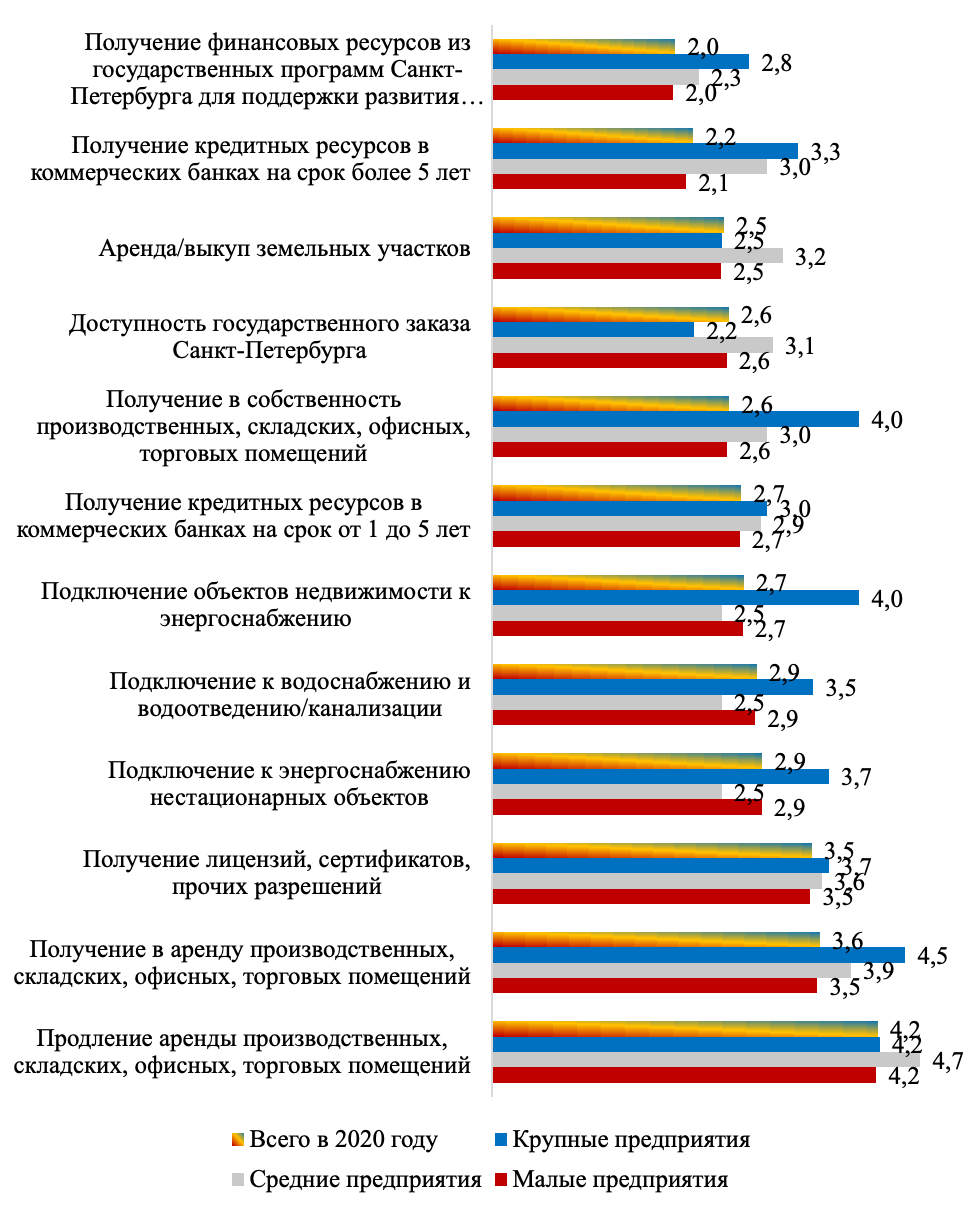 Получение финансовых ресурсов из
государственных программ Санкт-
Петербурга для поддержки развития…
2,0
2,8
2,3
2,0
Получение кредитных ресурсов в
коммерческих банках на срок более 5 лет
2,2
3,3
3,0
2,1
Аренда/выкуп земельных участков
2,5
2,5
3,2
2,5
Доступность государственного заказа
Санкт-Петербурга
2,6
2,2
3,1
2,6
Получение в собственность
производственных, складских, офисных,
торговых помещений
2,6
4,0
3,0
2,6
Получение кредитных ресурсов в
коммерческих банках на срок от 1 до 5 лет
2,7
3,0
2,9
2,7
Подключение объектов недвижимости к
энергоснабжению
2,7
4,0
2,5
2,7
Подключение к водоснабжению и
водоотведению/канализации
2,9
3,5
2,5
2,9
Подключение к энергоснабжению
нестационарных объектов
2,9
3,7
2,5
2,9
Получение лицензий, сертификатов,
прочих разрешений
3,5
3,7
3,6
3,5
Получение в аренду производственных,
складских, офисных, торговых помещений
3,6
4,5
3,9
3,5
Продление аренды производственных,
складских, офисных, торговых помещений
4,2
4,2
4,7
4,2
Всего в 2020 году
Крупные предприятия
Средние предприятия
Малые предприятия